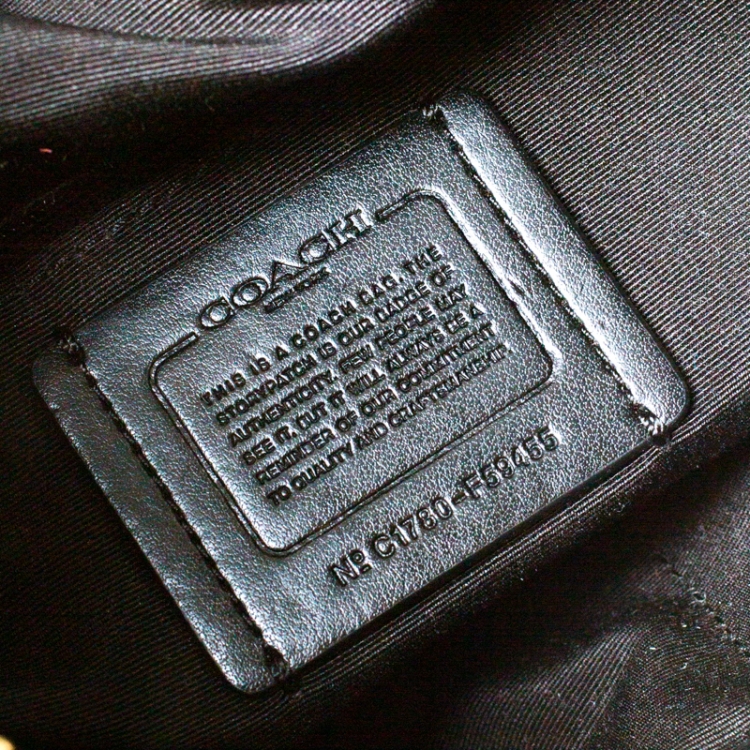 COACH
NEW YORK
THIS IS A COACH BAG. THE
STORYPATCH IS OUR BADGE OF
AUTHENTICITY. FEW PEOPLE MAY
SEE IT, BUT IT WILL ALWAYS BE A
REMINDER OF OUR COMMITMENT
TO QUALITY AND CRAFTSMANSHIP.
Nº C1780-F59455